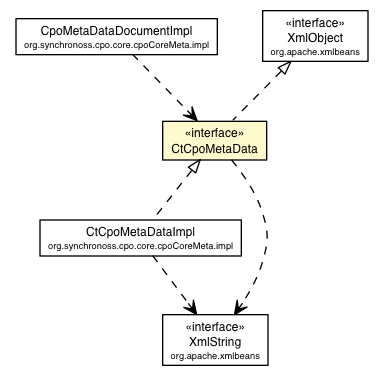 CpoMetaDataDocumentImpl
org.synchronoss.cpo.core.cpoCoreMeta.impl
«interface»
XmlObject
org.apache.xmlbeans
«interface»
CtCpoMetaData
CtCpoMetaDataImpl
org.synchronoss.cpo.core.cpoCoreMeta.impl
«interface»
XmlString
org.apache.xmlbeans